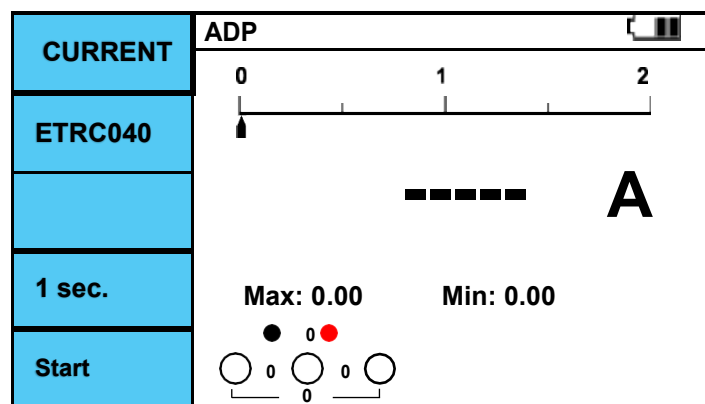 CURRENT
ADP
0 1 2
ETRC040
----- A
1 sec.
Max: 0.00 Min: 0.00
0
Start
0 0
0